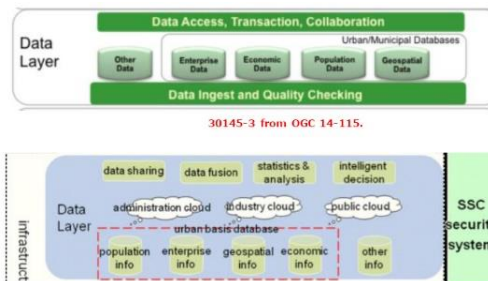 Data Access, Transaction, Collaboration
Urban/Municipal Databases
Data
Layer
Other
Data
Enterprise
Data
Economic
Data
Population
Data
Geospatial
Data
Data Ingest and Quality Checking
30145-3 from OGC 14-115.
data sharing
data fusion
statistics &
analysis
intelligent
decision
Data
Layer
administration cloud
industry cloud
public cloud
urban basis database
population
info
enterprise
info
geospatial
info
economic
info
other
info
SSC
securit
system
infrastruct